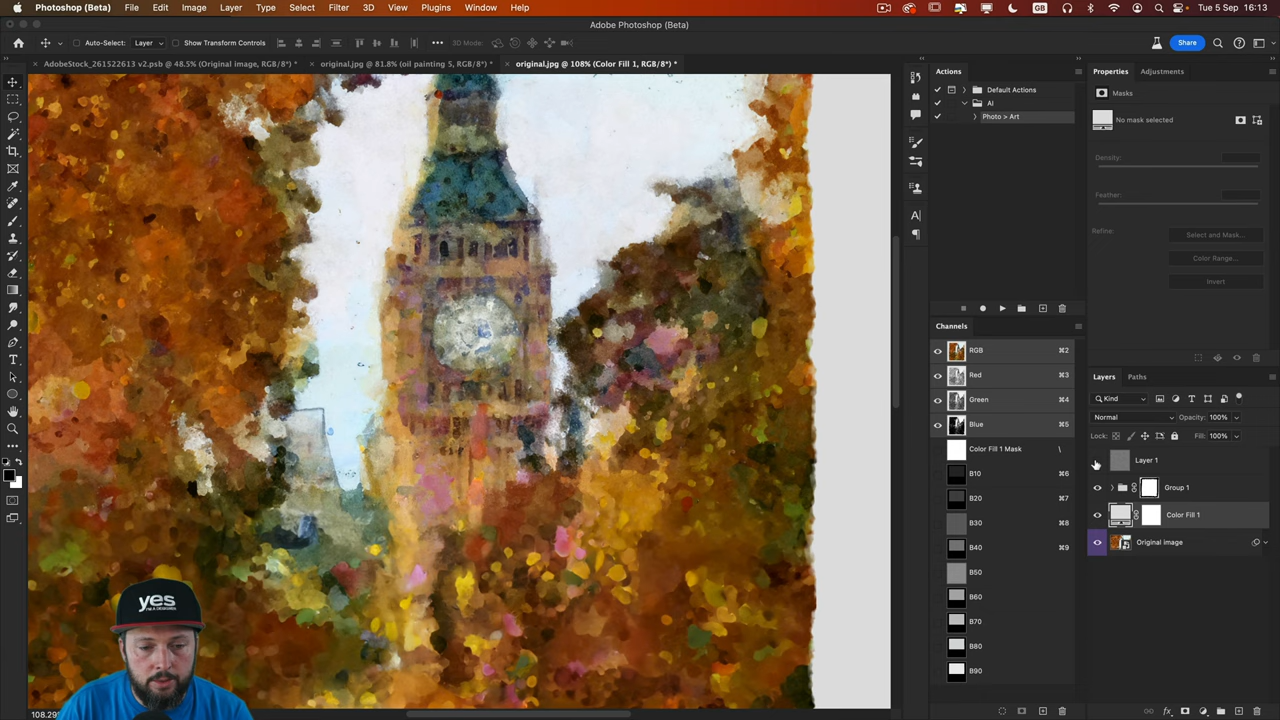 Photoshop (Beta) File Edit Image Layer Type Select Filter 3D View Plugins Window Help GB Tue 5 Sep 16:13
Adobe Photoshop (Beta)
Auto-Select: Layer Show Transform Controls 3D Mode: Share
AdobeStock_261522613 v2.psb @ 48.5% (Original image, RGB/8*) * original.jpg @ 81.8% (oil painting 5, RGB/8*) * original.jpg @ 108% (Color Fill 1, RGB/8*) *
Actions
Default Actions
AI
Photo > Art
Properties Adjustments
Masks
No mask selected
Density:
Feather:
Refine: Select and Mask...
Color Range...
Invert
Channels
RGB ⌘2
Red ⌘3
Green ⌘4
Blue ⌘5
Color Fill 1 Mask \
B10 ⌘6
B20 ⌘7
B30 ⌘8
B40 ⌘9
B50
B60
B70
B80
B90
Layers Paths
Kind
Normal Opacity: 100%
Lock: Fill: 100%
Layer 1
Group 1
Color Fill 1
Original image
yes
108.29